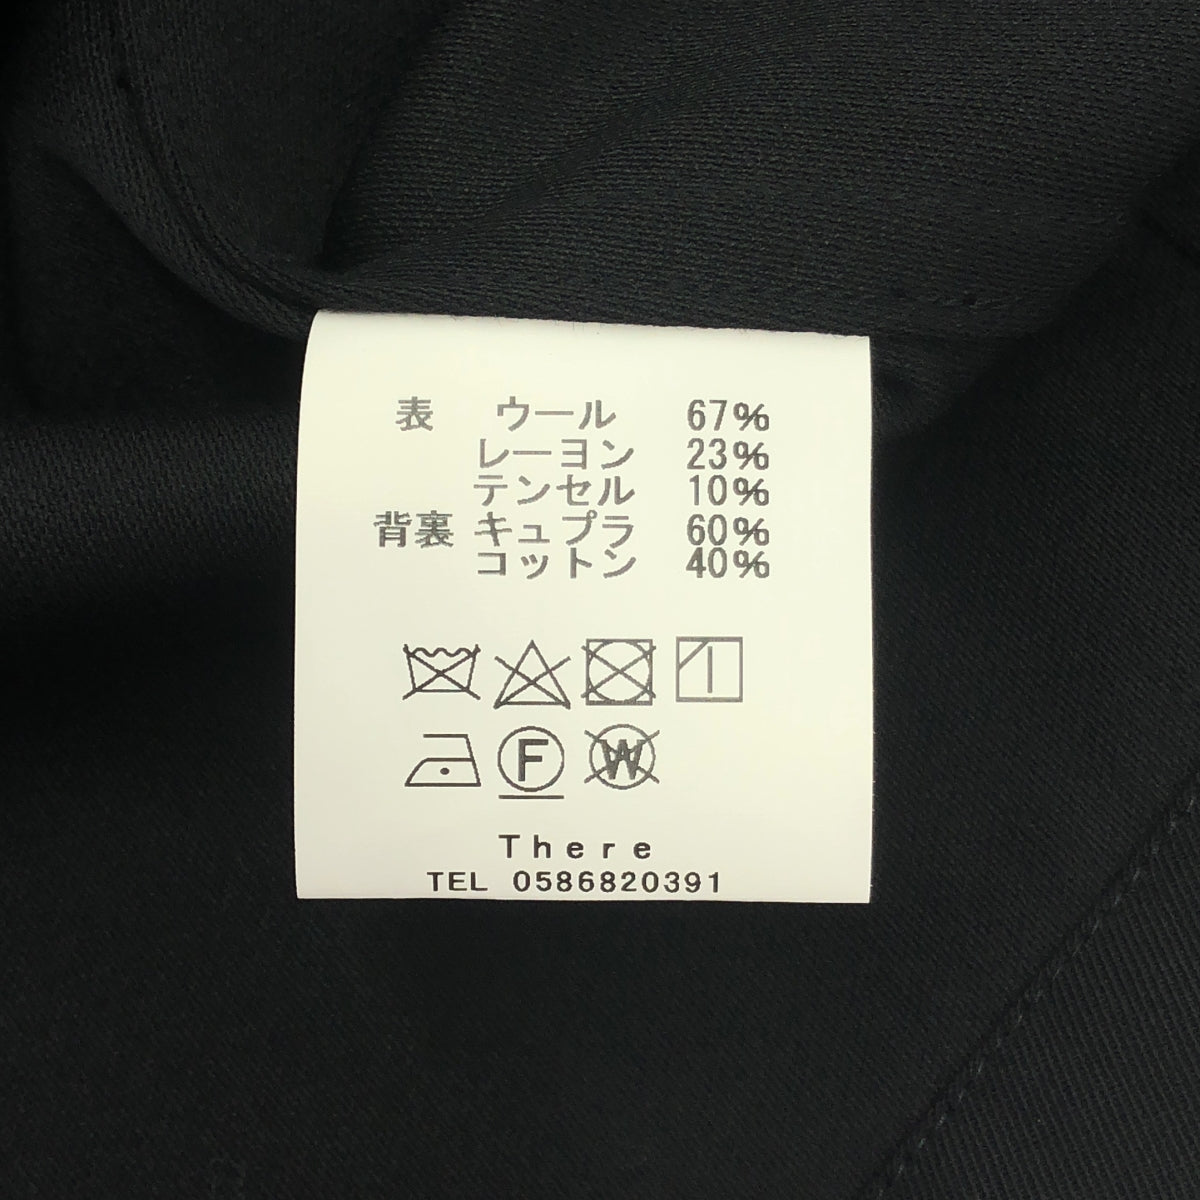 表 ウール 67%
レーヨン 23%
テンセル 10%
背裏 キュプラ 60%
コットン 40%
F W
There
TEL 0586820391